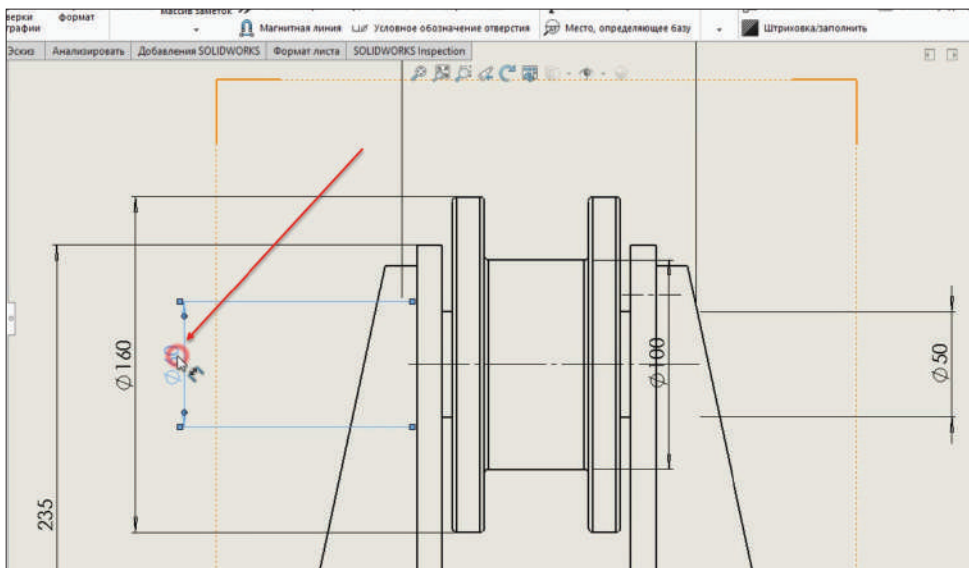 верки
графии
формат
массив заметок
Магнитная линия
Условное обозначение отверстия
Место, определяющее базу
Штриховка/заполнить
Эскиз
Анализировать
Добавления SOLIDWORKS
Формат листа
SOLIDWORKS Inspection
Ø160
Ø100
Ø50
235